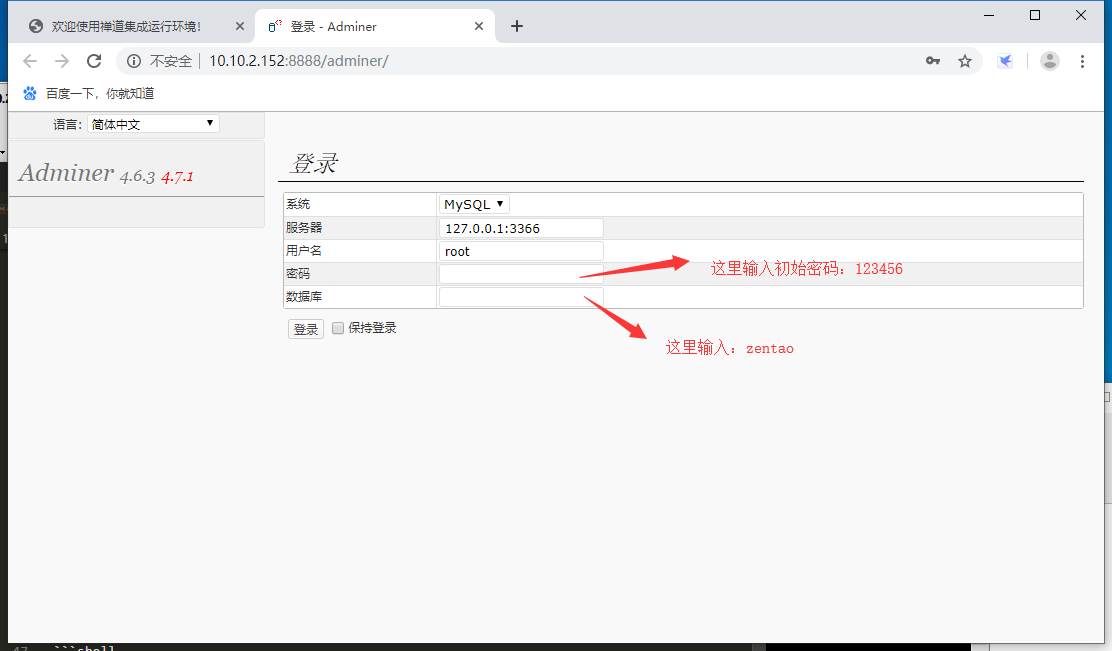 欢迎使用禅道集成运行环境!
登录 - Adminer
不安全 | 10.10.2.152:8888/adminer/
百度一下,你就知道
语言: 简体中文
Adminer 4.6.3 4.7.1
登录
系统 MySQL
服务器 127.0.0.1:3366
用户名 root
密码
这里输入初始密码：123456
数据库
登录 保持登录
这里输入：zentao
47 ```shell